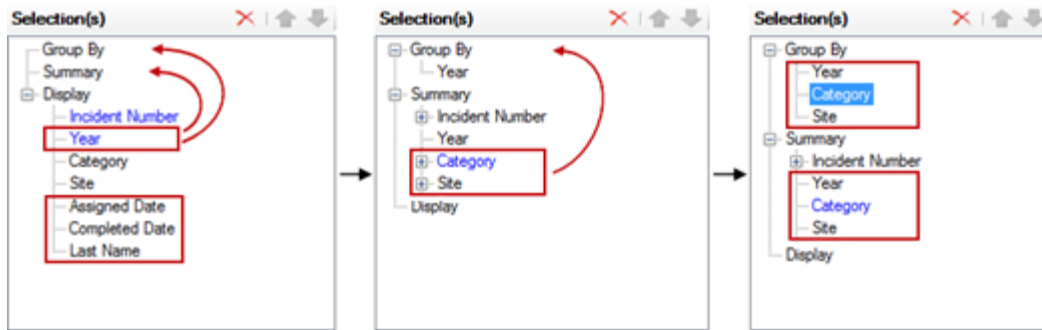 Selection(s)
Group By
Summary
Display
Incident Number
Year
Category
Site
Assigned Date
Completed Date
Last Name
Selection(s)
Group By
Year
Summary
Incident Number
Year
Category
Site
Display
Selection(s)
Group By
Year
Category
Site
Summary
Incident Number
Year
Category
Site
Display